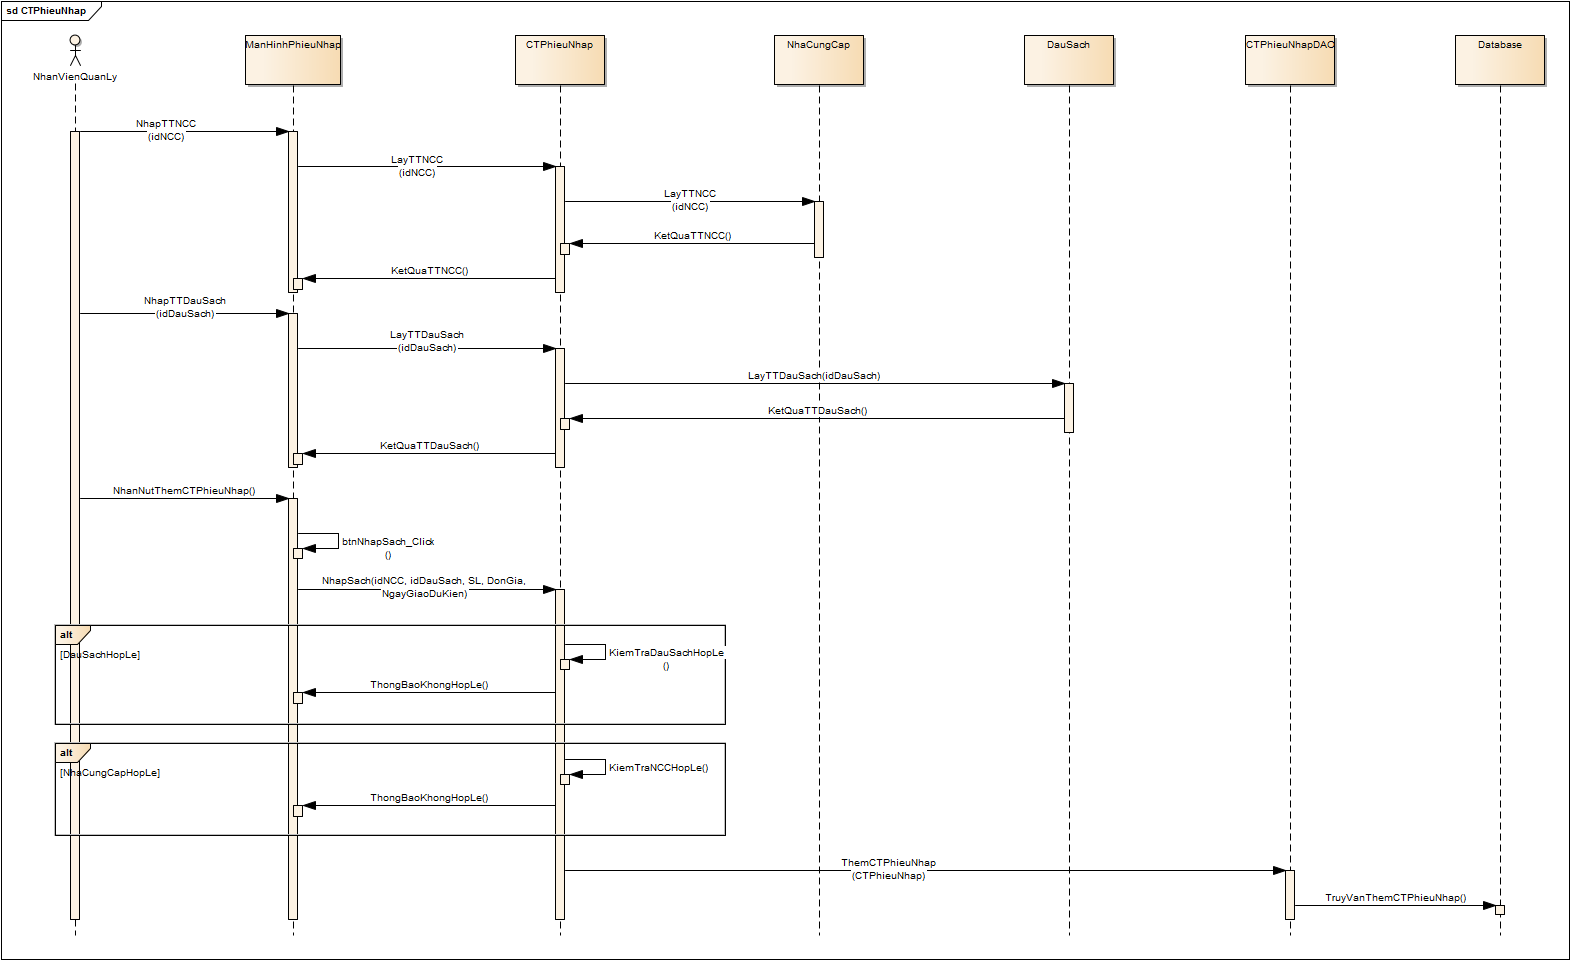 sd CTPhieuNhap
NhanVienQuanLy
ManHinhPhieuNhap
CTPhieuNhap
NhaCungCap
DauSach
CTPhieuNhapDAO
Database
NhapTTNCC
(idNCC)
LayTTNCC
(idNCC)
LayTTNCC
(idNCC)
KetQuaTTNCC()
KetQuaTTNCC()
NhapTTDauSach
(idDauSach)
LayTTDauSach
(idDauSach)
LayTTDauSach(idDauSach)
KetQuaTTDauSach()
KetQuaTTDauSach()
NhanNutThemCTPhieuNhap()
btnNhapSach_Click
()
NhapSach(idNCC, idDauSach, SL, DonGia,
NgayGiaoDuKien)
alt
[DauSachHopLe]
KiemTraDauSachHopLe
()
ThongBaoKhongHopLe()
alt
[NhaCungCapHopLe]
KiemTraNCCHopLe()
ThongBaoKhongHopLe()
ThemCTPhieuNhap
(CTPhieuNhap)
TruyVanThemCTPhieuNhap()